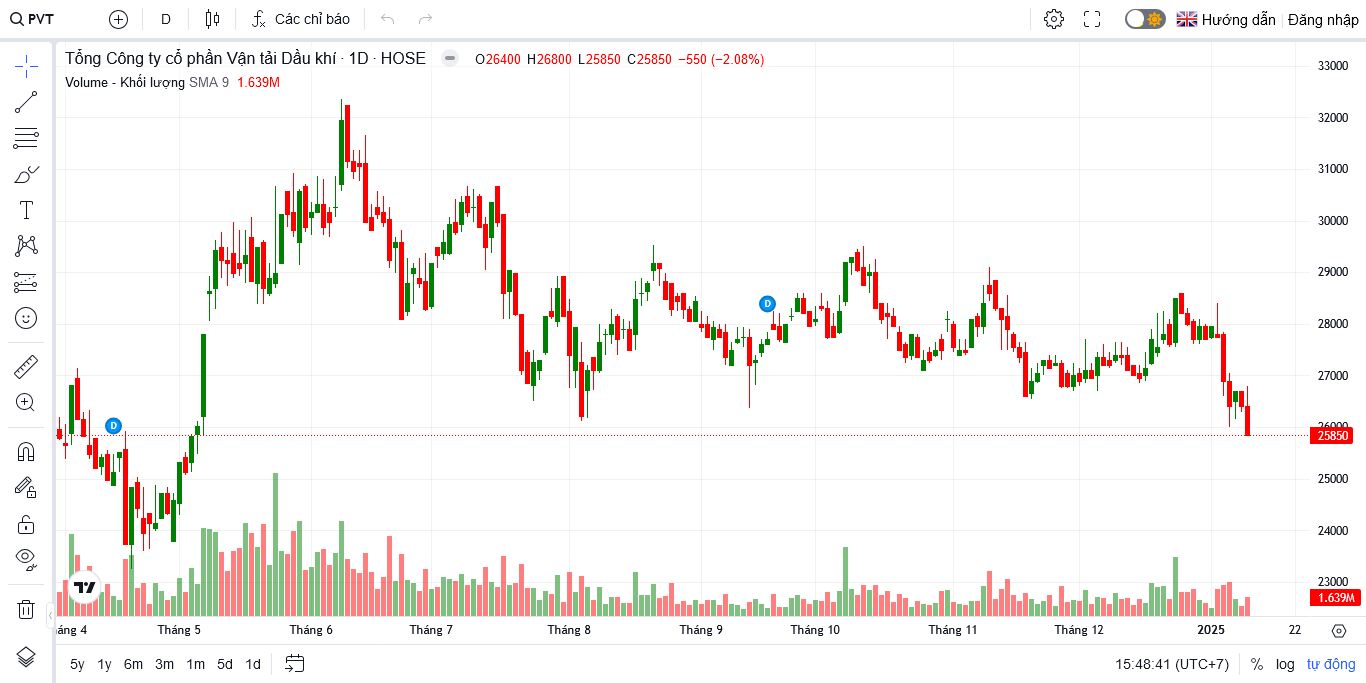 PVT D Các chỉ báo Hướng dẫn Đăng nhập
Tổng Công ty cổ phần Vận tải Dầu khí · 1D · HOSE O26400 H26800 L25850 C25850 −550 (−2.08%)
Volume - Khối lượng SMA 9 1.639M
33000
32000
31000
30000
29000
28000
27000
26000
25850
25000
24000
23000
1.639M
D
D
áng 4 Tháng 5 Tháng 6 Tháng 7 Tháng 8 Tháng 9 Tháng 10 Tháng 11 Tháng 12 2025 22
5y 1y 6m 3m 1m 5d 1d 15:48:41 (UTC+7) % log tự động